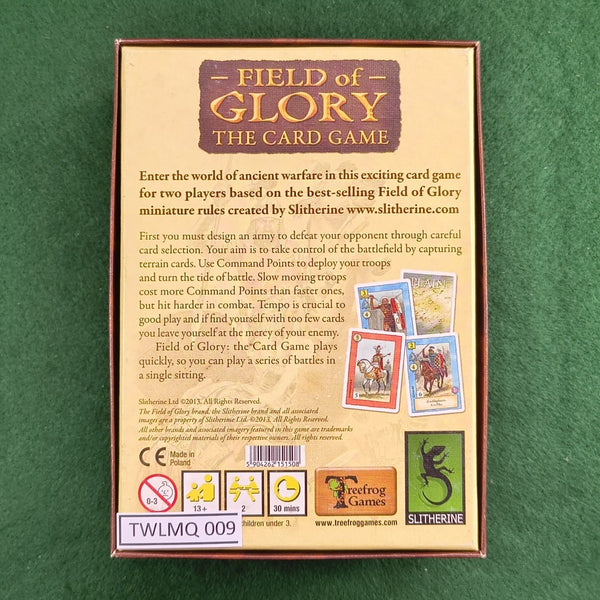 – FIELD of –
GLORY
THE CARD GAME
Enter the world of ancient warfare in this exciting card game
for two players based on the best-selling Field of Glory
miniature rules created by Slitherine www.slitherine.com
First you must design an army to defeat your opponent through careful
card selection. Your aim is to take control of the battlefield by capturing
terrain cards. Use Command Points to deploy your troops
and turn the tide of battle. Slow moving troops
cost more Command Points than faster ones,
but hit harder in combat. Tempo is crucial to
good play and if find yourself with too few cards
you leave yourself at the mercy of your enemy.
Field of Glory: the Card Game plays
quickly, so you can play a series of battles in
a single sitting.
Slitherine Ltd ©2013, All Rights Reserved.
The Field of Glory brand, the Slitherine brand and all associated
images are a property of Slitherine Ltd. ©2013, All Rights Reserved.
All other brands and associated imagery featured in this game are trademarks
and/or copyrighted materials of their respective owners. All rights reserved.
CE
Made in
Poland
5 904262 151508
0-3
13+
2
30 mins
TWLMQ 009
children under 3.
Treefrog
Games
www.treefroggames.com
SLITHERINE